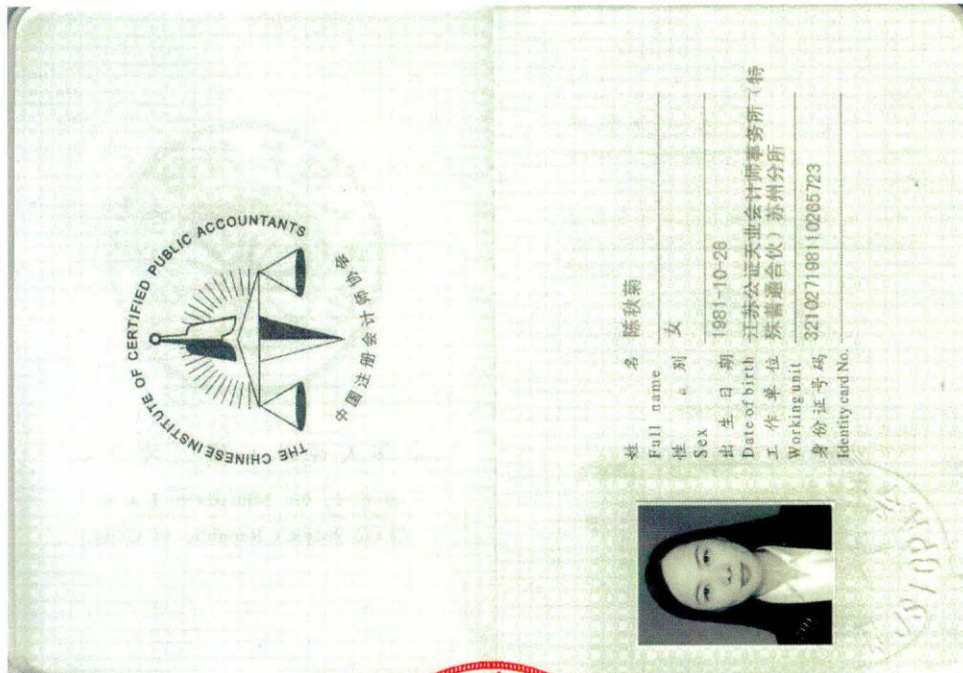 THE CHINESE INSTITUTE OF CERTIFIED PUBLIC ACCOUNTANTS
中国注册会计师协会
姓 名 陈秋菊
Full name
性 别 女
Sex
出 生 日 期 1981-10-26
Date of birth
工 作 单 位 江苏公证天业会计师事务所（特
殊普通合伙）苏州分所
Working unit
身 份 证 号 码 321027198110265723
Identity card No.